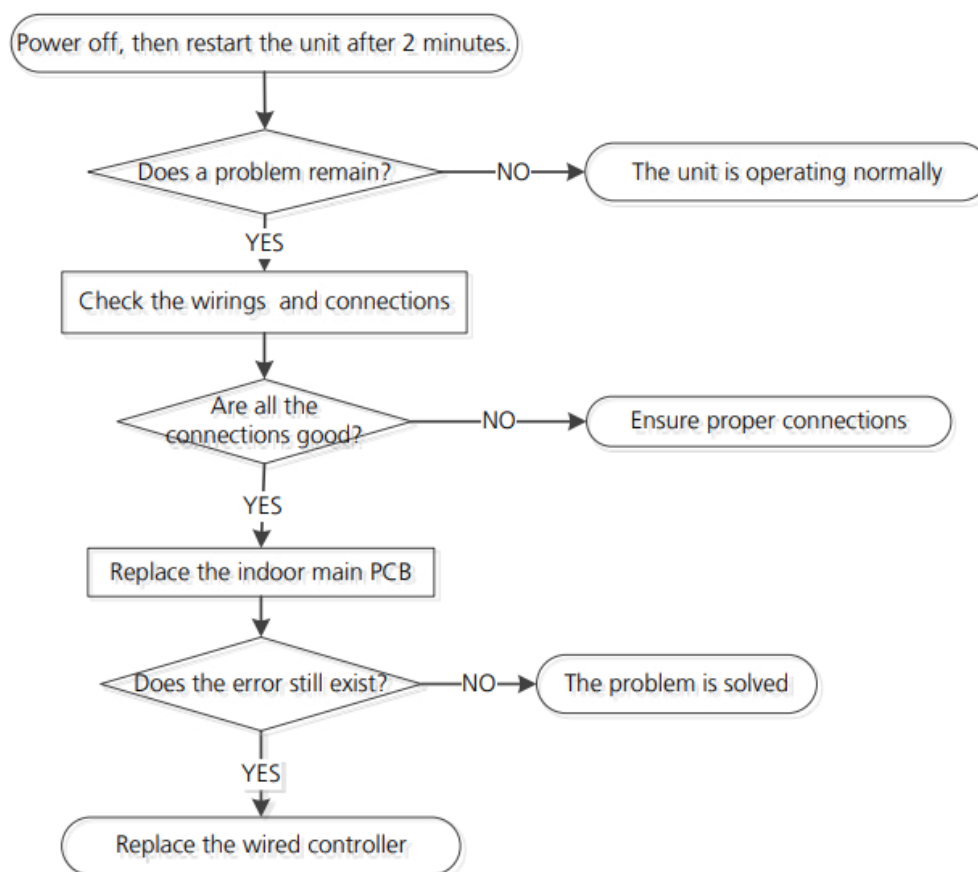 Power off, then restart the unit after 2 minutes.
Does a problem remain?
NO
The unit is operating normally
YES
Check the wirings and connections
Are all the
connections good?
NO
Ensure proper connections
YES
Replace the indoor main PCB
Does the error still exist?
NO
The problem is solved
YES
Replace the wired controller